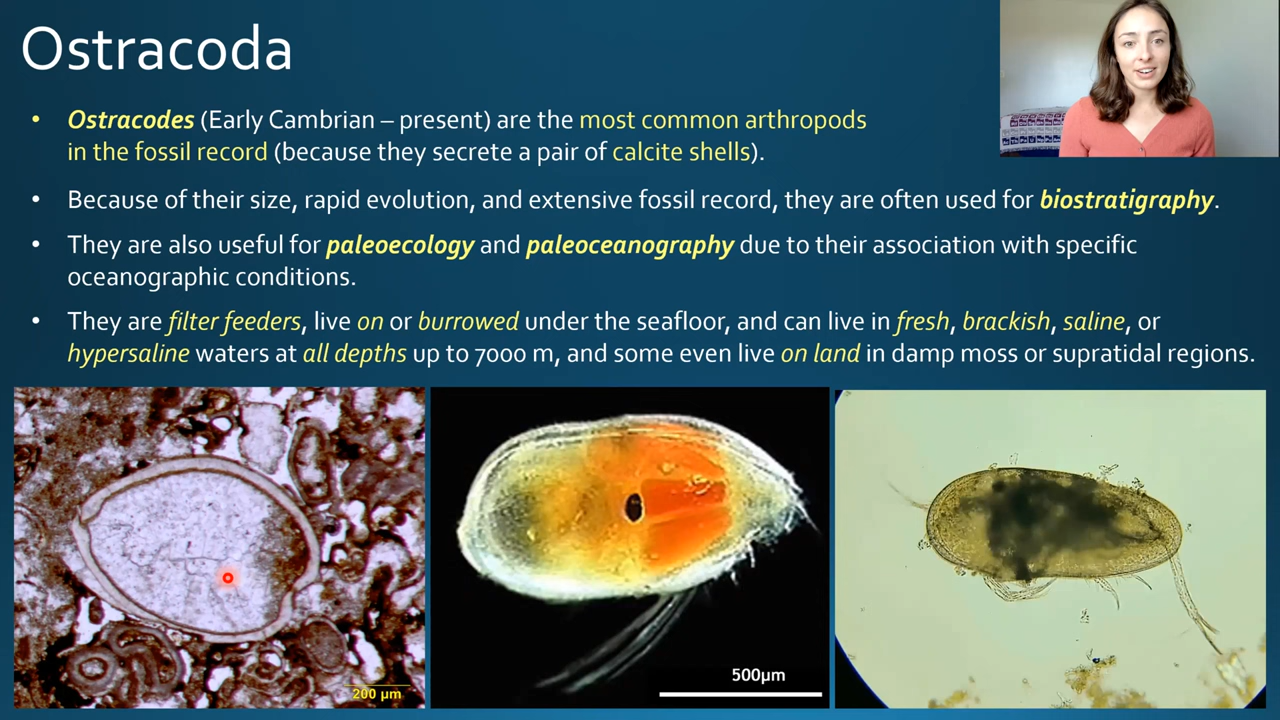 Ostracoda
• Ostracodes (Early Cambrian – present) are the most common arthropods
in the fossil record (because they secrete a pair of calcite shells).
• Because of their size, rapid evolution, and extensive fossil record, they are often used for biostratigraphy.
• They are also useful for paleoecology and paleoceanography due to their association with specific
oceanographic conditions.
• They are filter feeders, live on or burrowed under the seafloor, and can live in fresh, brackish, saline, or
hypersaline waters at all depths up to 7000 m, and some even live on land in damp moss or supratidal regions.
200 µm
500µm